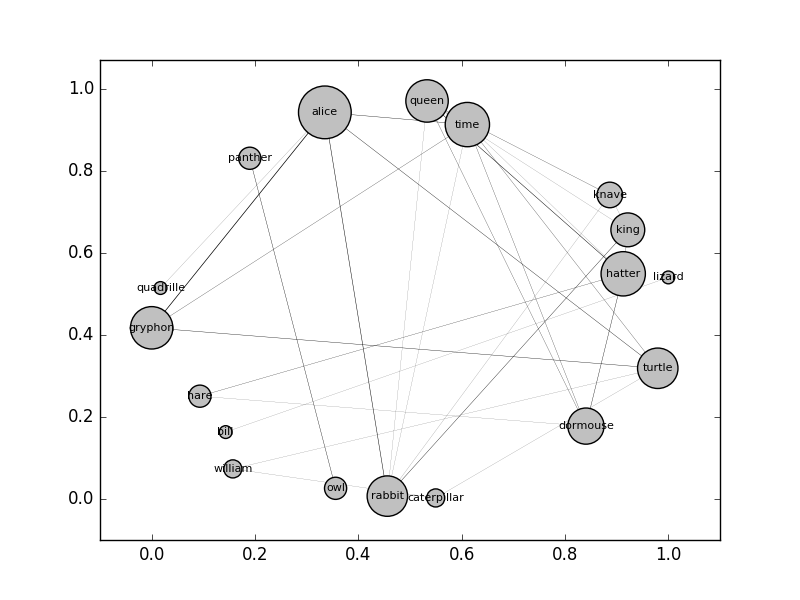 1.0
0.8
0.6
0.4
0.2
0.0
queen
alice
time
panther
knave
king
hatter
lizard
quadrille
gryphon
turtle
hare
dormouse
bill
william
owl
rabbit
caterpillar
0.0
0.2
0.4
0.6
0.8
1.0